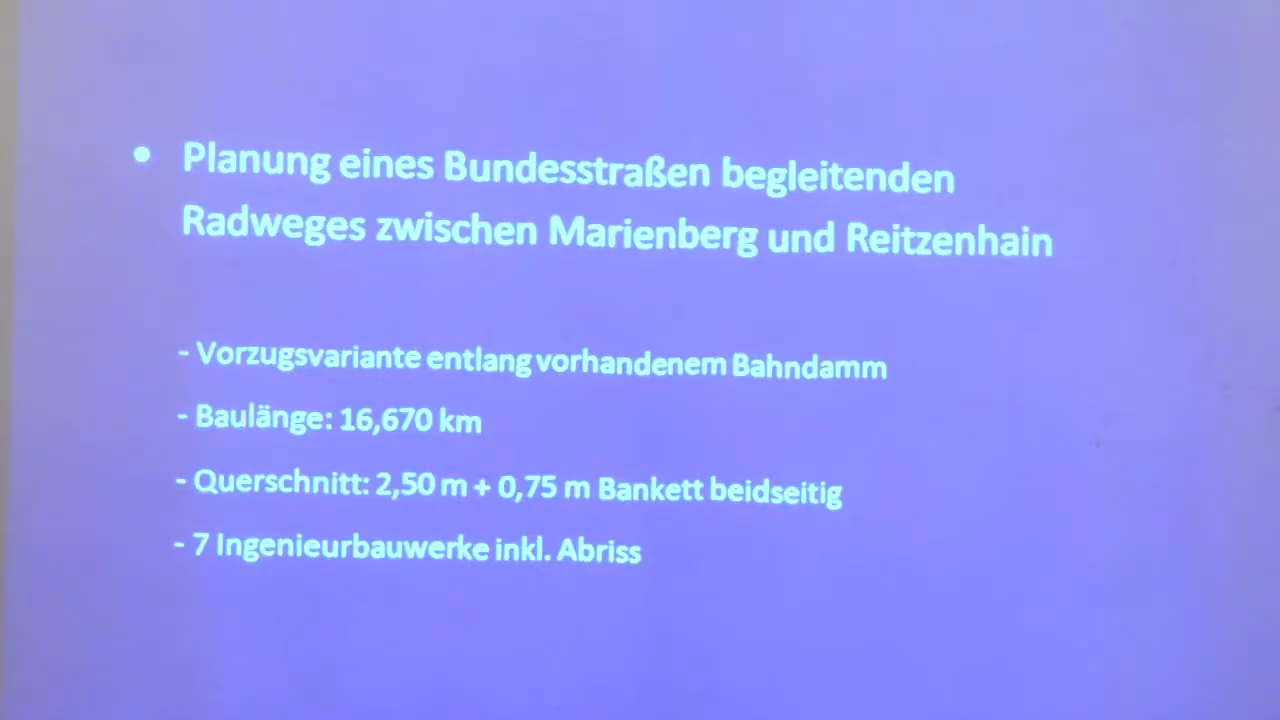 • Planung eines Bundesstraßen begleitenden
Radweges zwischen Marienberg und Reitzenhain
- Vorzugsvariante entlang vorhandenem Bahndamm
- Baulänge: 16,670 km
- Querschnitt: 2,50 m + 0,75 m Bankett beidseitig
- 7 Ingenieurbauwerke inkl. Abriss